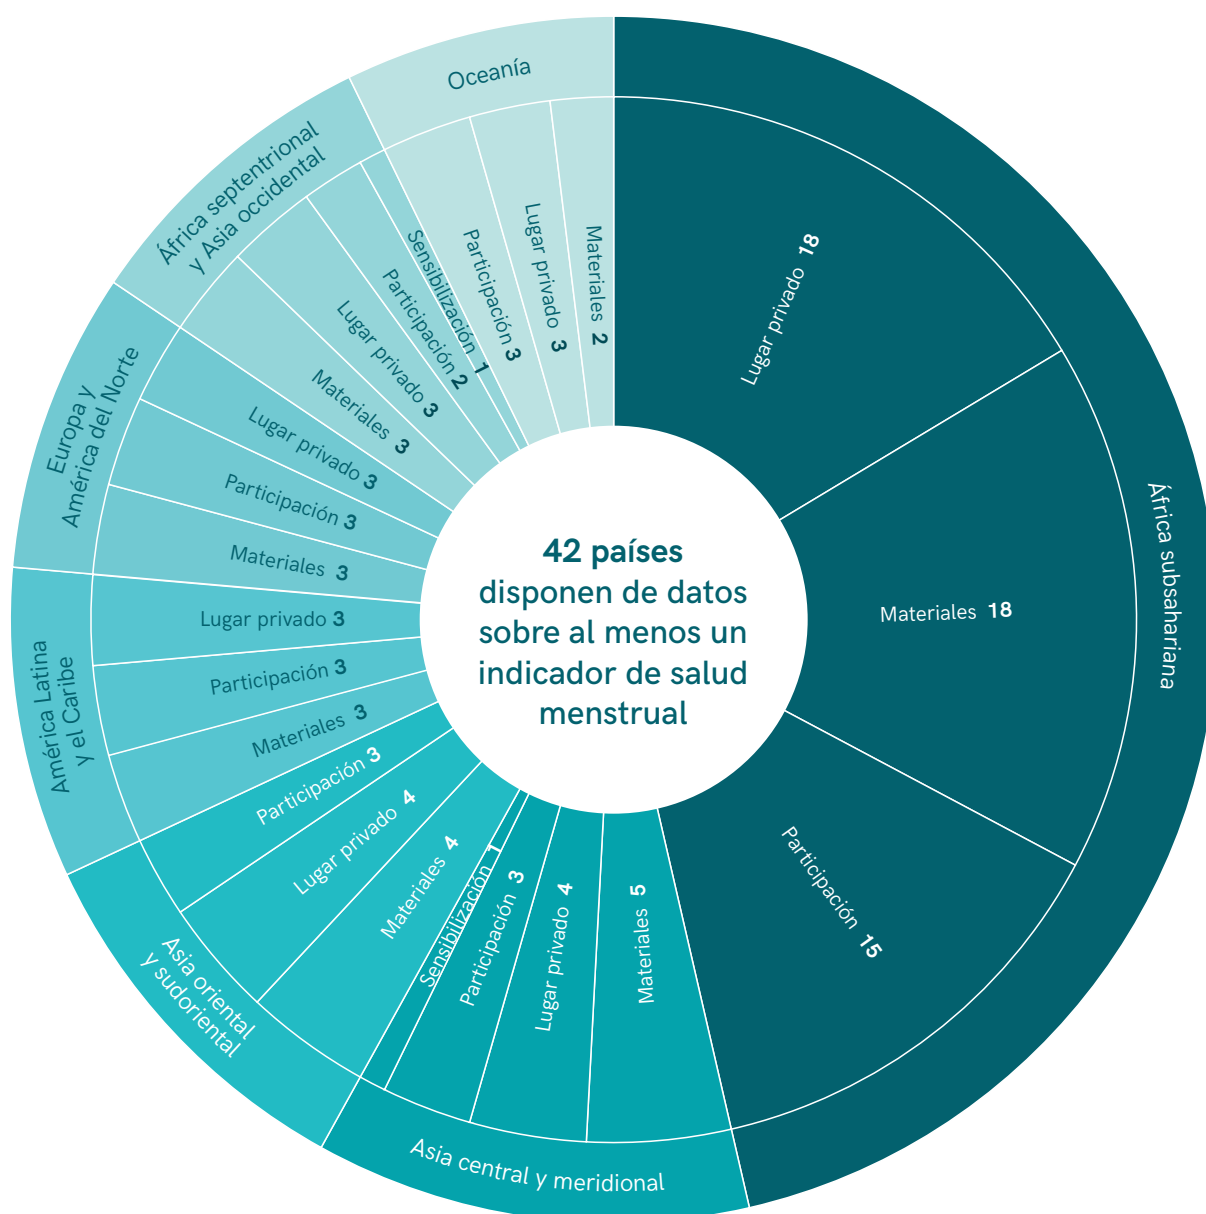 42 países
disponen de datos
sobre al menos un
indicador de salud
menstrual
África subsahariana
Lugar privado 18
Materiales 18
Participación 15
Asia central y meridional
Materiales 5
Lugar privado 4
Participación 3
Sensibilización 1
Asia oriental
y sudoriental
Materiales 4
Lugar privado 4
Participación 3
América Latina
y el Caribe
Materiales 3
Participación 3
Lugar privado 3
Europa y
América del Norte
Materiales 3
Participación 3
Lugar privado 3
África septentrional
y Asia occidental
Materiales 3
Lugar privado 3
Participación 2
Sensibilización 1
Oceanía
Participación 3
Lugar privado 3
Materiales 2